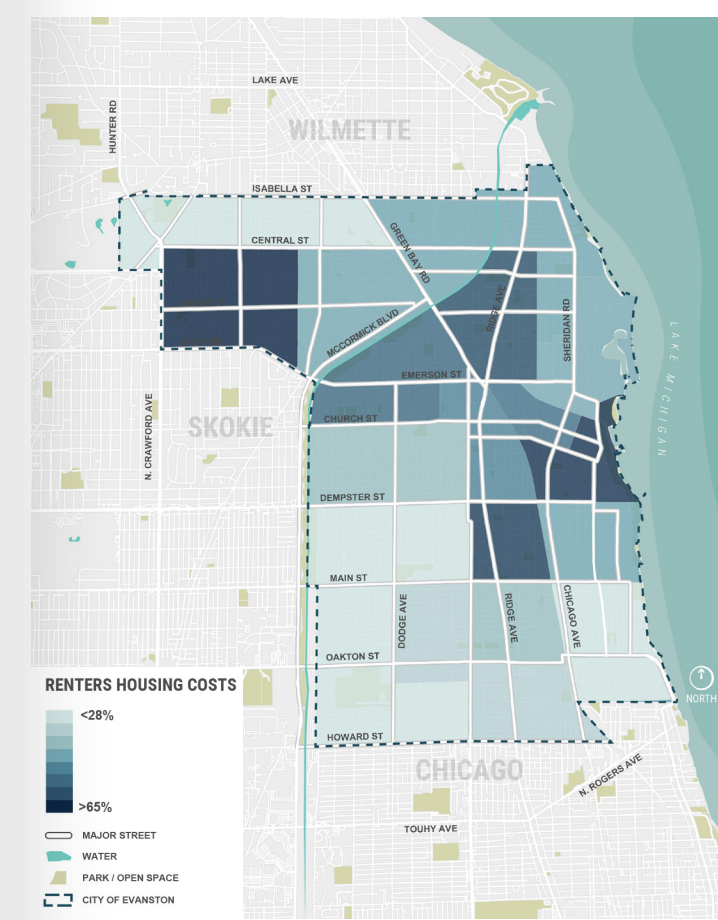 LAKE AVE
HUNTER RD
WILMETTE
ISABELLA ST
CENTRAL ST
GREEN BAY RD
RIDGE AVE
MCCORMICK BLVD
SHERIDAN RD
LAKE MICHIGAN
EMERSON ST
N. CRAWFORD AVE
SKOKIE
CHURCH ST
DEMPSTER ST
MAIN ST
DODGE AVE
RIDGE AVE
CHICAGO AVE
OAKTON ST
HOWARD ST
NORTH
CHICAGO
N. ROGERS AVE
TOUHY AVE
RENTERS HOUSING COSTS
<28%
>65%
MAJOR STREET
WATER
PARK / OPEN SPACE
CITY OF EVANSTON